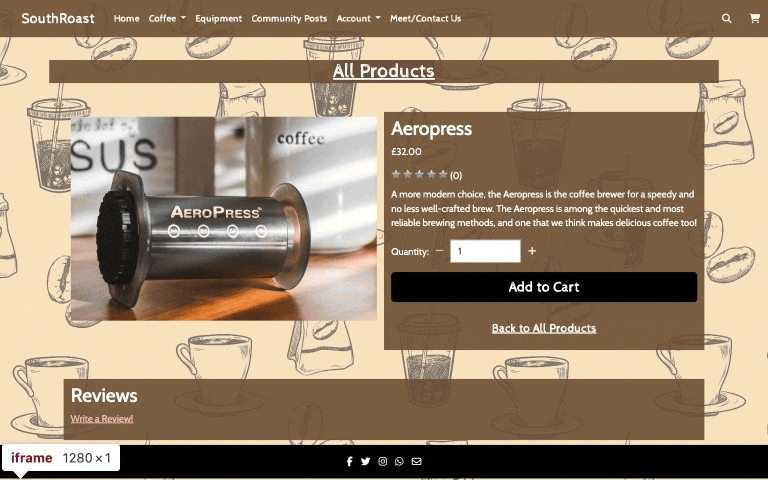 SouthRoast
Home Coffee Equipment Community Posts Account Meet/Contact Us
All Products
SUS
coffee
AEROPRESS
Aeropress
£32.00
(0)
A more modern choice, the Aeropress is the coffee brewer for a speedy and
no less well-crafted brew. The Aeropress is among the quickest and most
reliable brewing methods, and one that we think makes delicious coffee too!
Quantity: − 1 +
Add to Cart
Back to All Products
Reviews
Write a Review!
iframe 1280×1